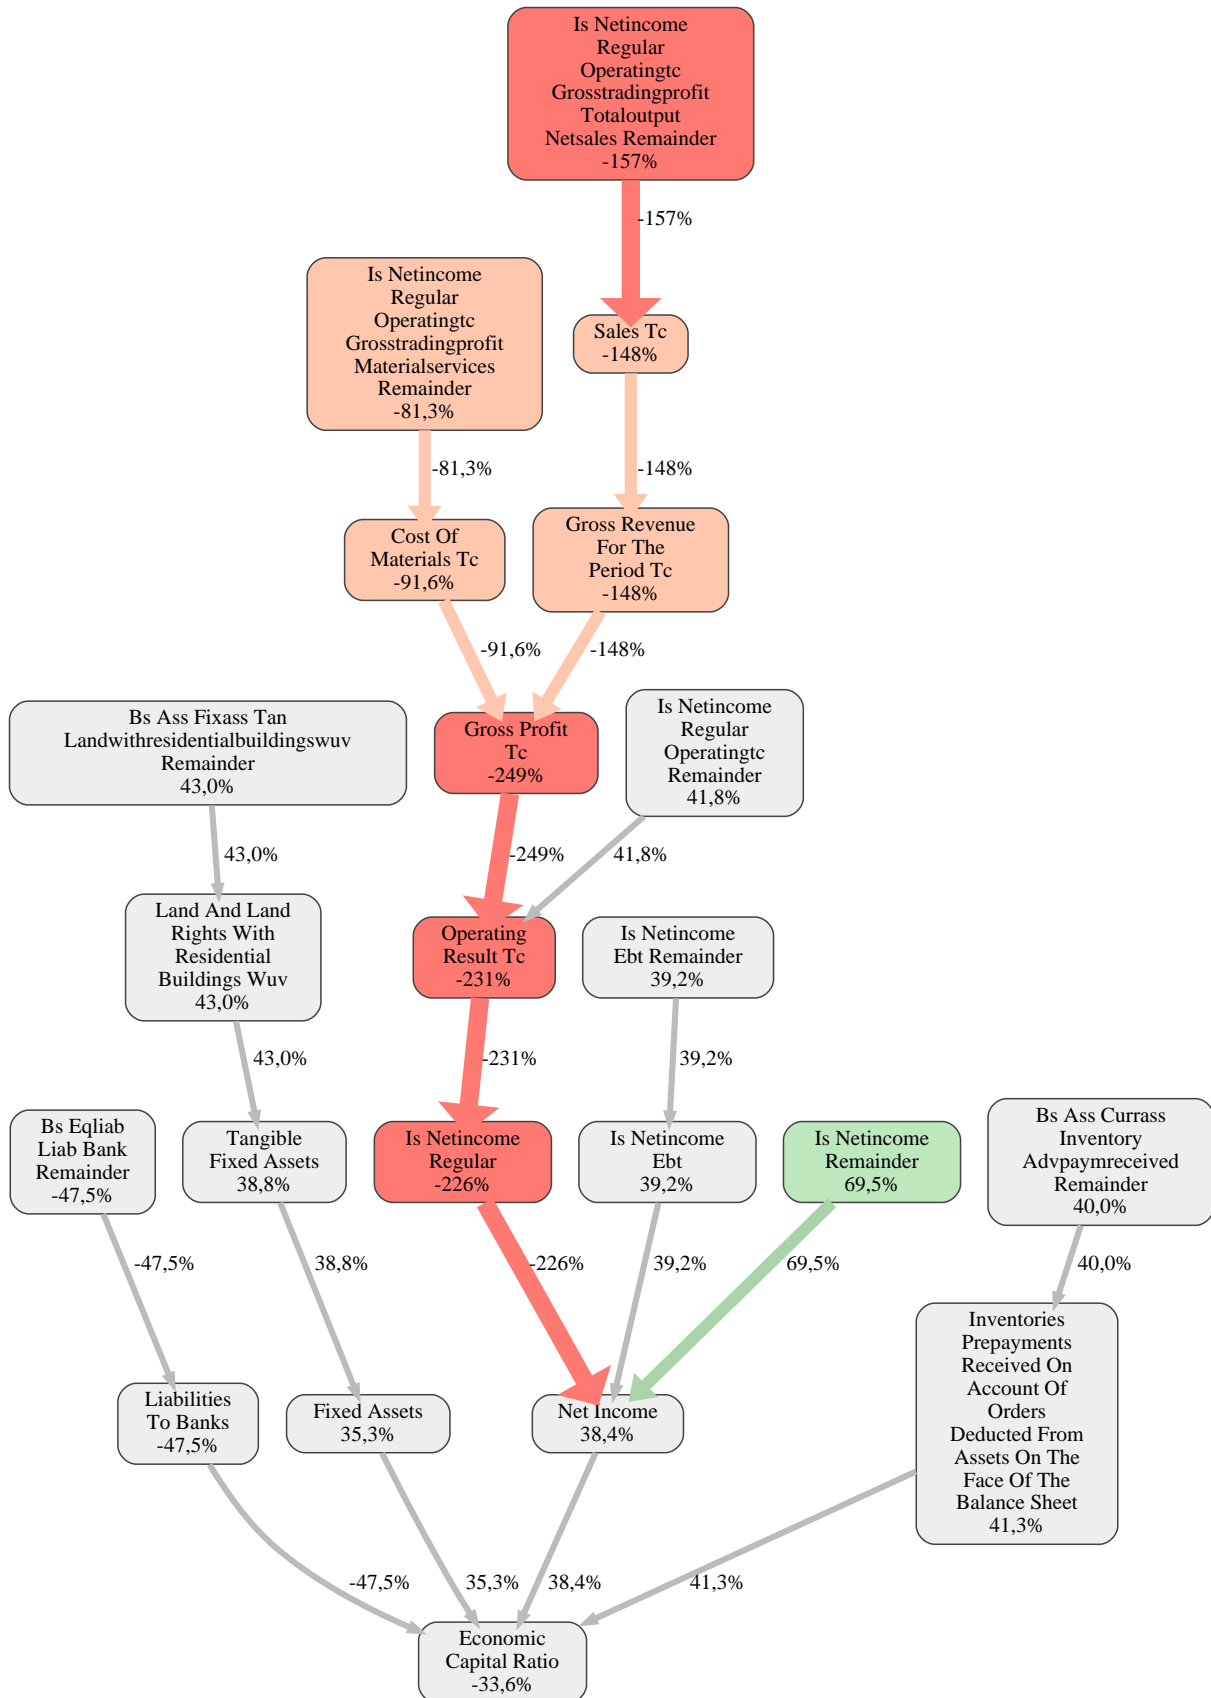 Is Netincome
Regular
Operatingtc
Grosstradingprofit
Totaloutput
Netsales Remainder
-157%
-157%
Is Netincome
Regular
Operatingtc
Grosstradingprofit
Materialservices
Remainder
-81,3%
Sales Tc
-148%
-81,3%
-148%
Cost Of
Materials Tc
-91,6%
Gross Revenue
For The
Period Tc
-148%
-91,6%
-148%
Bs Ass Fixass Tan
Landwithresidentialbuildingswuv
Remainder
43,0%
Gross Profit
Tc
-249%
Is Netincome
Regular
Operatingtc
Remainder
41,8%
43,0%
-249%
41,8%
Land And Land
Rights With
Residential
Buildings Wuv
43,0%
Operating
Result Tc
-231%
Is Netincome
Ebt Remainder
39,2%
43,0%
-231%
39,2%
Bs Eqliab
Liab Bank
Remainder
-47,5%
Tangible
Fixed Assets
38,8%
Is Netincome
Regular
-226%
Is Netincome
Ebt
39,2%
Is Netincome
Remainder
69,5%
Bs Ass Currass
Inventory
Advpaymreceived
Remainder
40,0%
-47,5%
38,8%
-226%
39,2%
69,5%
40,0%
Liabilities
To Banks
-47,5%
Fixed Assets
35,3%
Net Income
38,4%
Inventories
Prepayments
Received On
Account Of
Orders
Deducted From
Assets On The
Face Of The
Balance Sheet
41,3%
-47,5%
35,3%
38,4%
41,3%
Economic
Capital Ratio
-33,6%